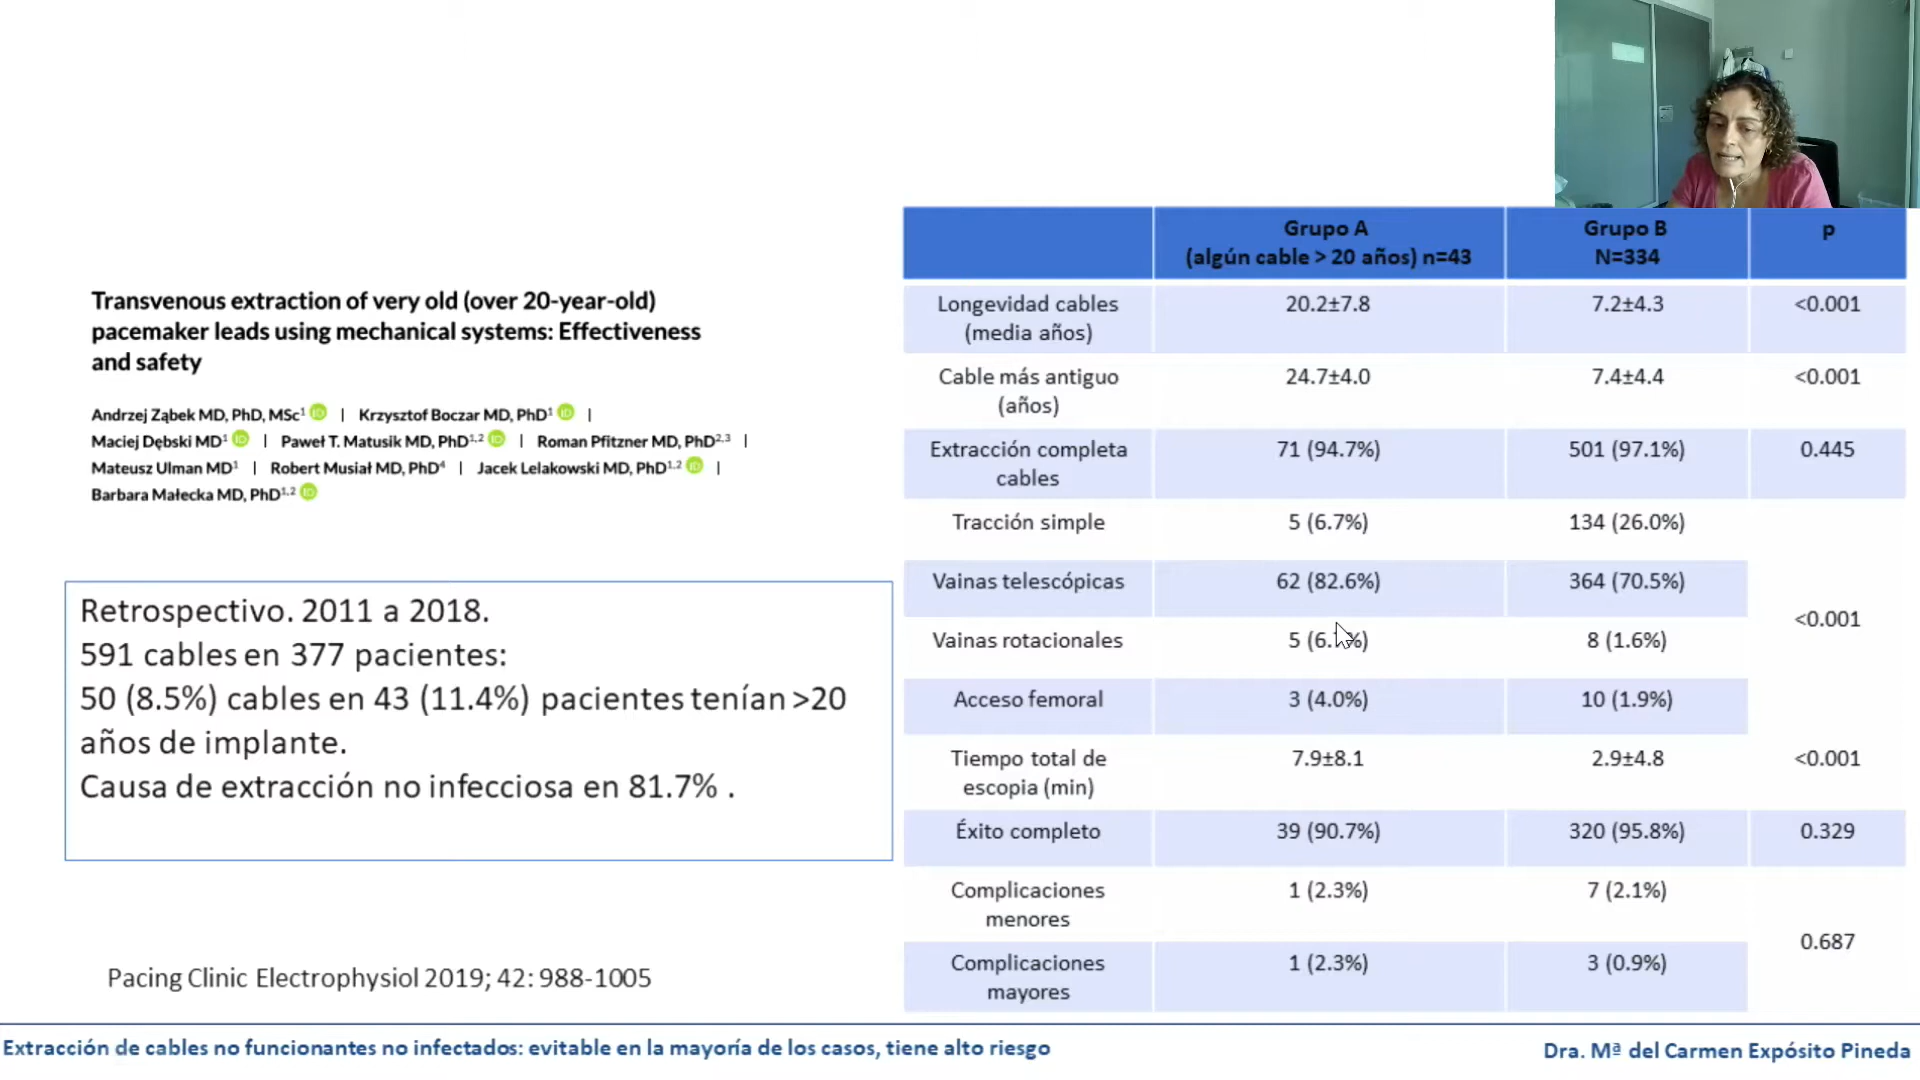 Transvenous extraction of very old (over 20-year-old)
pacemaker leads using mechanical systems: Effectiveness
and safety
Andrzej Ząbek MD, PhD, MSc¹ iD | Krzysztof Boczar MD, PhD¹ iD |
Maciej Dębski MD¹ iD | Paweł T. Matusik MD, PhD¹,² iD | Roman Pfitzner MD, PhD²,³ |
Mateusz Ulman MD¹ | Robert Musiał MD, PhD⁴ | Jacek Lelakowski MD, PhD¹,² iD |
Barbara Małecka MD, PhD¹,² iD
Retrospectivo. 2011 a 2018.
591 cables en 377 pacientes:
50 (8.5%) cables en 43 (11.4%) pacientes tenían >20
años de implante.
Causa de extracción no infecciosa en 81.7% .
Pacing Clinic Electrophysiol 2019; 42: 988-1005
Grupo A
(algún cable > 20 años) n=43
Grupo B
N=334
p
Longevidad cables
(media años)
20.2±7.8
7.2±4.3
<0.001
Cable más antiguo
(años)
24.7±4.0
7.4±4.4
<0.001
Extracción completa
cables
71 (94.7%)
501 (97.1%)
0.445
Tracción simple
5 (6.7%)
134 (26.0%)
Vainas telescópicas
62 (82.6%)
364 (70.5%)
<0.001
Vainas rotacionales
5
8 (1.6%)
Acceso femoral
3 (4.0%)
10 (1.9%)
Tiempo total de
escopia (min)
7.9±8.1
2.9±4.8
<0.001
Éxito completo
39 (90.7%)
320 (95.8%)
0.329
Complicaciones
menores
1 (2.3%)
7 (2.1%)
0.687
Complicaciones
mayores
1 (2.3%)
3 (0.9%)
Extracción de cables no funcionantes no infectados: evitable en la mayoría de los casos, tiene alto riesgo
Dra. Mª del Carmen Expósito Pineda